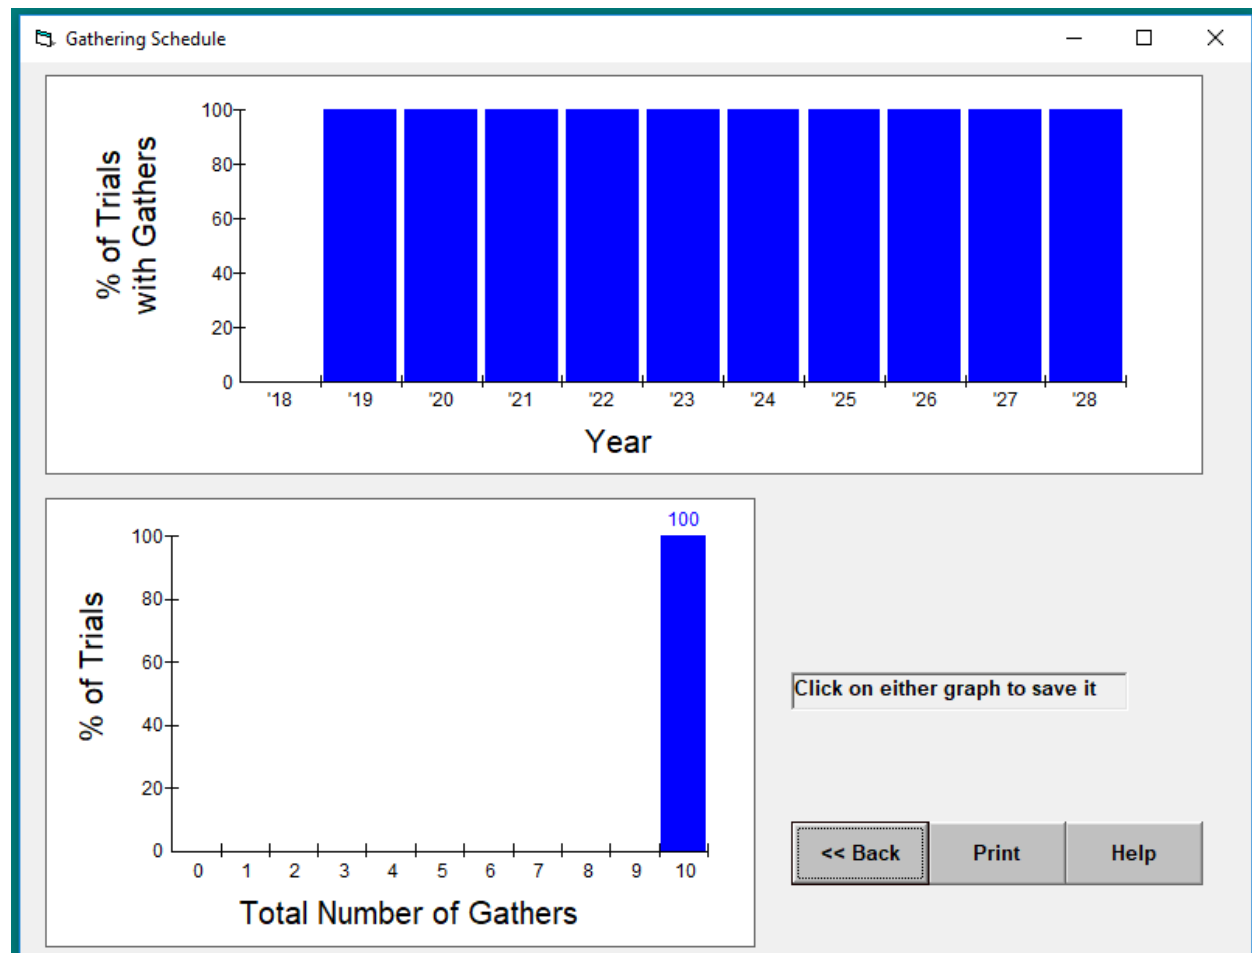 Gathering Schedule
% of Trials
with Gathers
100
80
60
40
20
0
'18 '19 '20 '21 '22 '23 '24 '25 '26 '27 '28
Year
100
% of Trials
100
80
60
40
20
0
0 1 2 3 4 5 6 7 8 9 10
Total Number of Gathers
Click on either graph to save it
<< Back Print Help